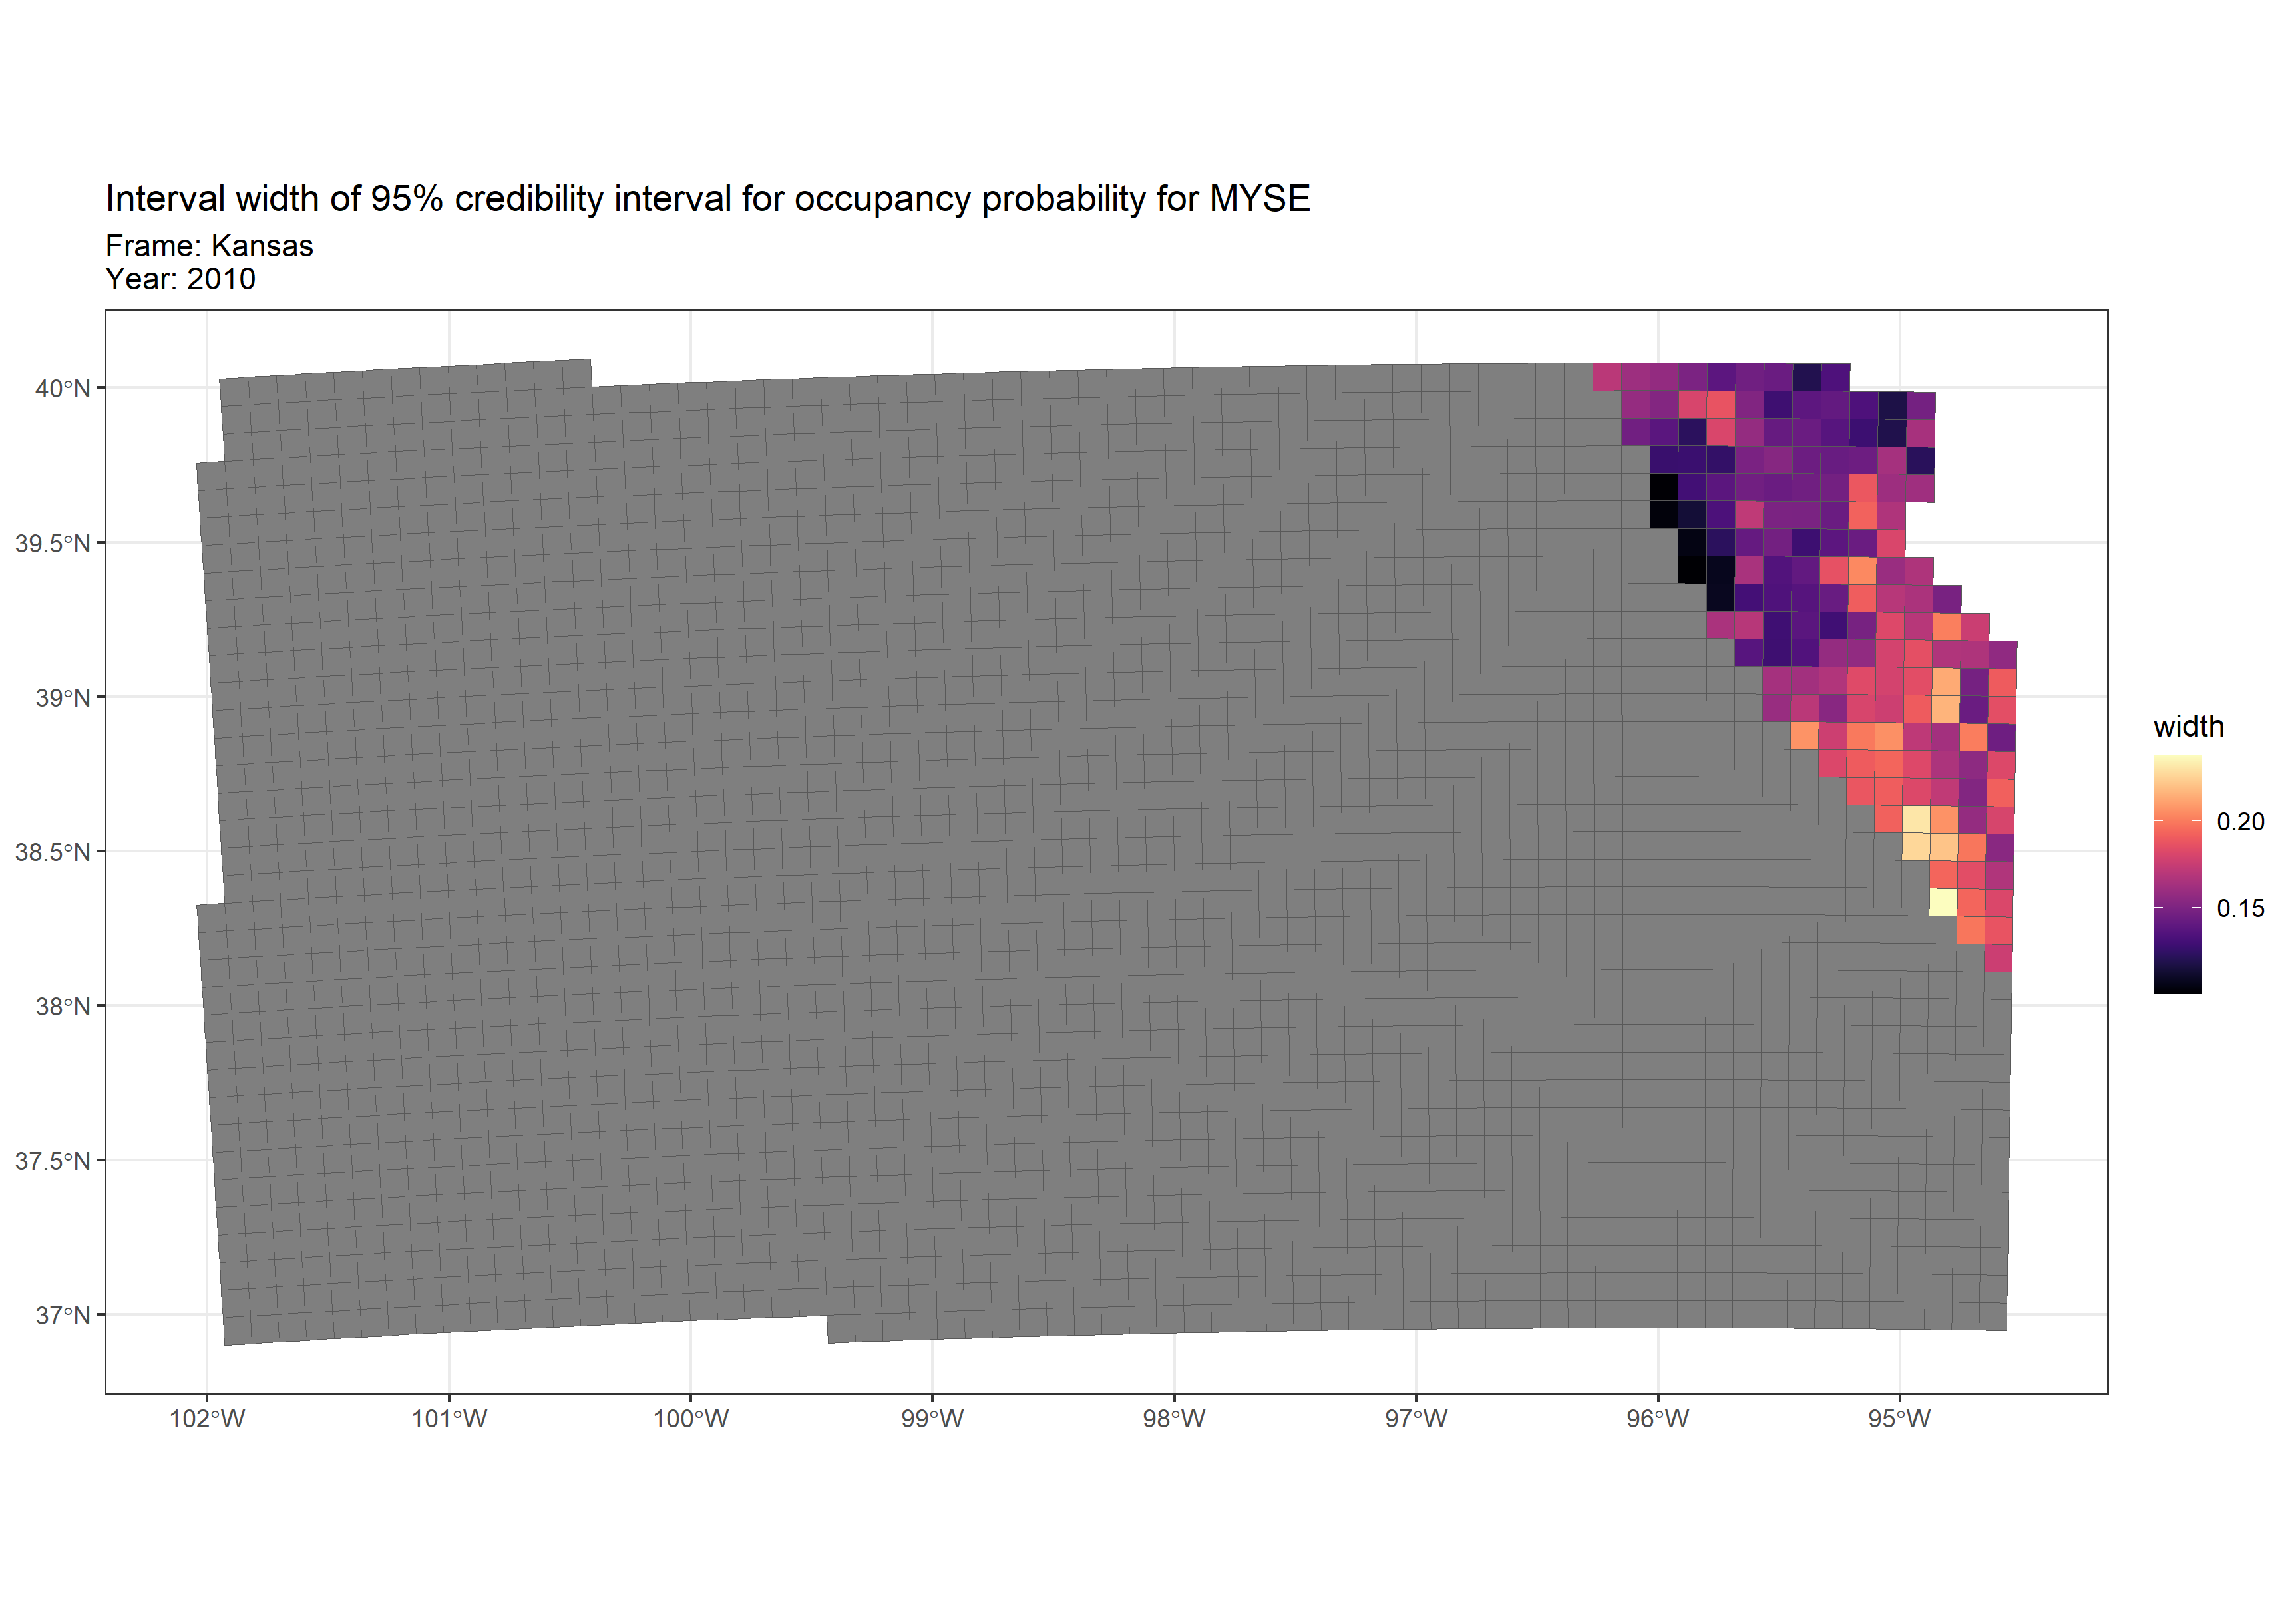 Interval width of 95% credibility interval for occupancy probability for MYSE
Frame: Kansas
Year: 2010
40°N
39.5°N
39°N
38.5°N
38°N
37.5°N
37°N
102°W
101°W
100°W
99°W
98°W
97°W
96°W
95°W
width
0.20
0.15